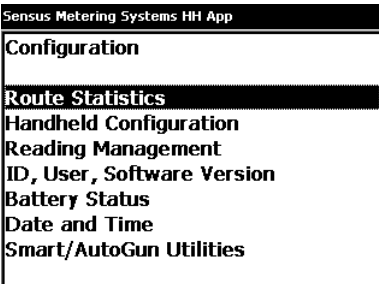 Sensus Metering Systems HH App
Configuration
Route Statistics
Handheld Configuration
Reading Management
ID, User, Software Version
Battery Status
Date and Time
Smart/AutoGun Utilities